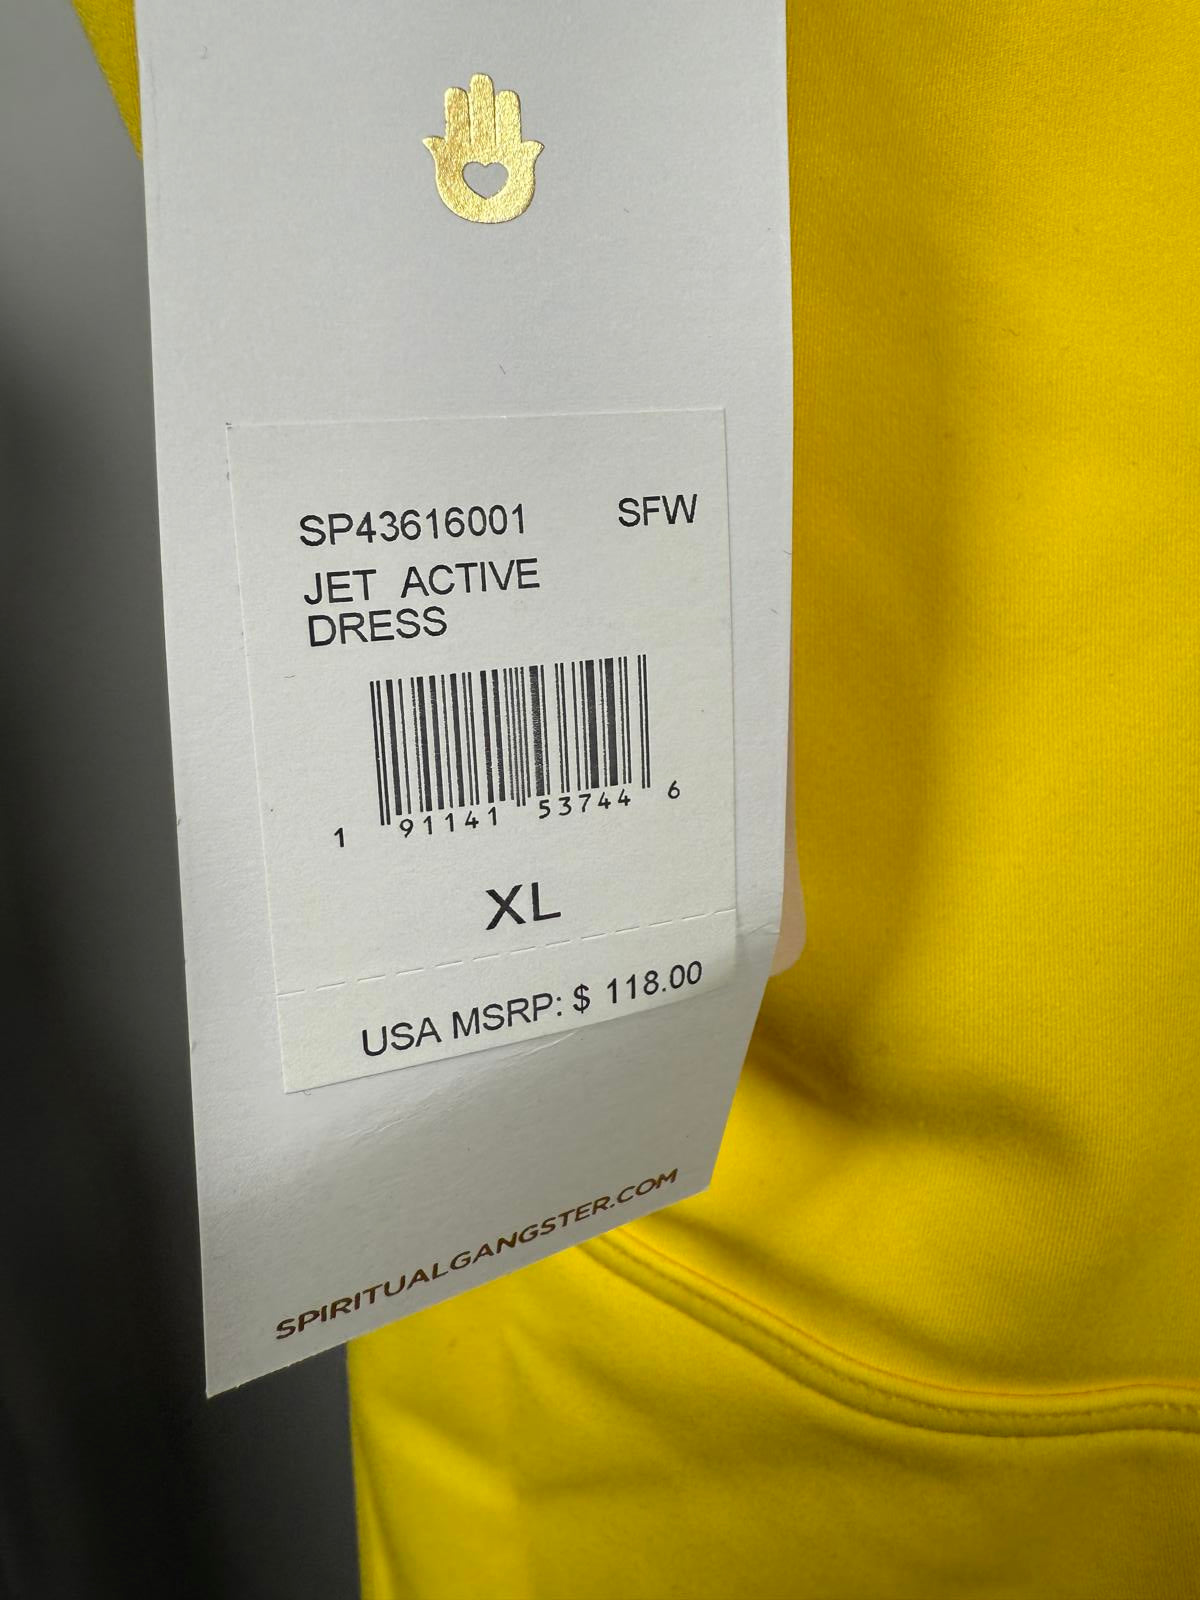 SP43616001 SFW
JET ACTIVE
DRESS
1 91141 53744 6
XL
USA MSRP: $ 118.00
SPIRITUALGANGSTER.COM